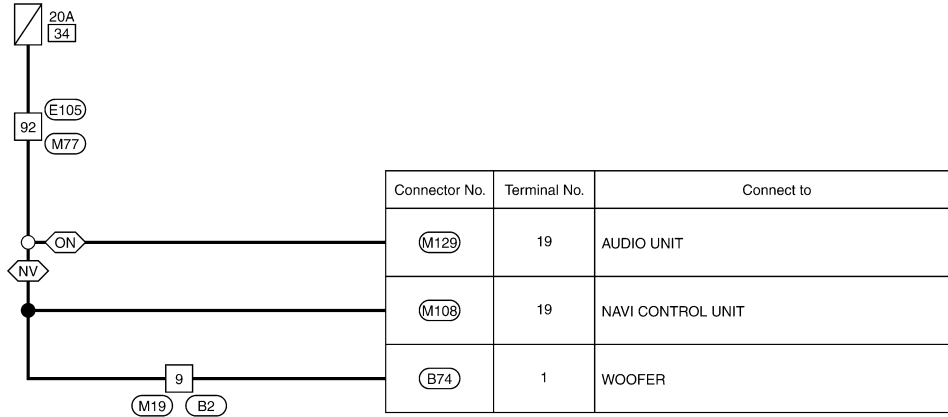 20A
34
E105
92
M77
Connector No. Terminal No. Connect to
ON M129 19 AUDIO UNIT
NV
M108 19 NAVI CONTROL UNIT
9 B74 1 WOOFER
M19 B2